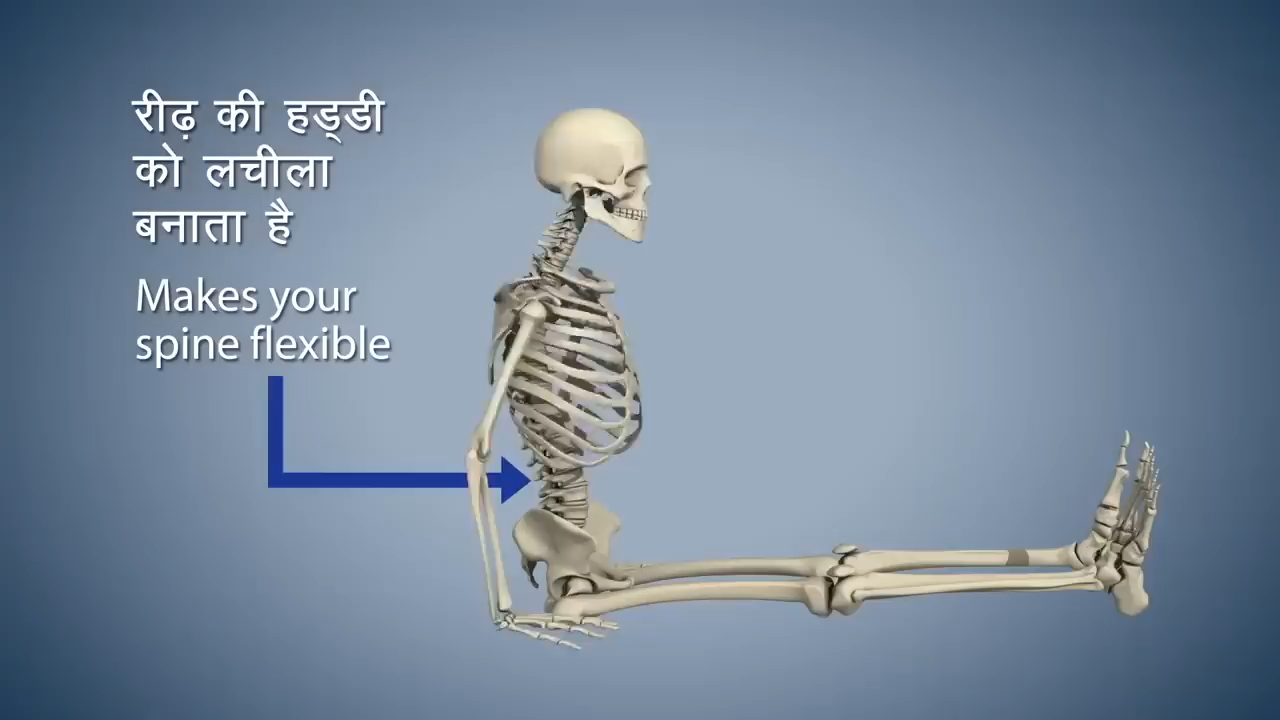 रीढ़ की हड्डी
को लचीला
बनाता है
Makes your
spine flexible